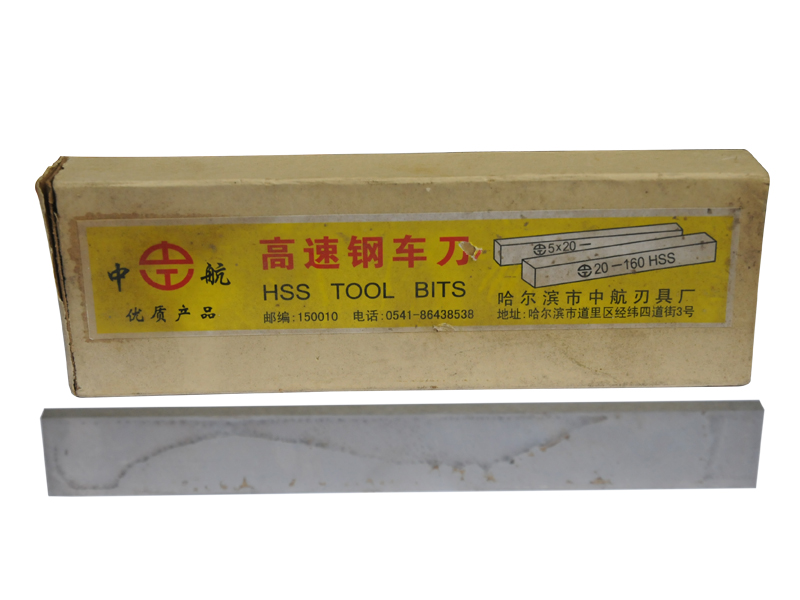 中 航
优质产品
高速钢车刀
HSS TOOL BITS
邮编:150010 电话:0541-86438538
5×20—
20—160 HSS
哈尔滨市中航刃具厂
地址:哈尔滨市道里区经纬四道街3号